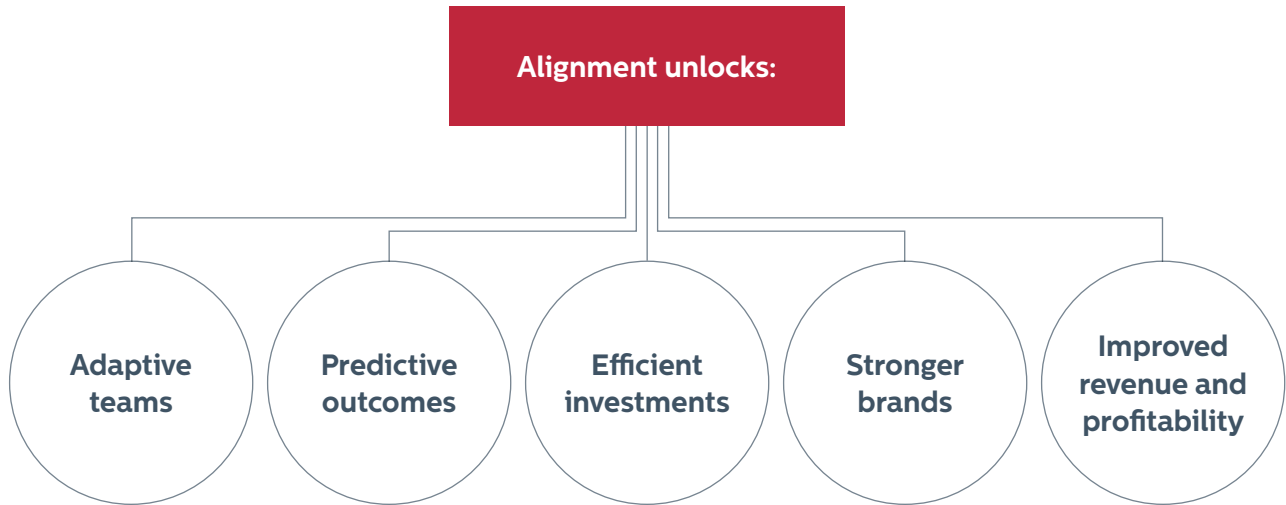 Alignment unlocks:
Adaptive
teams
Predictive
outcomes
Efficient
investments
Stronger
brands
Improved
revenue and
profitability